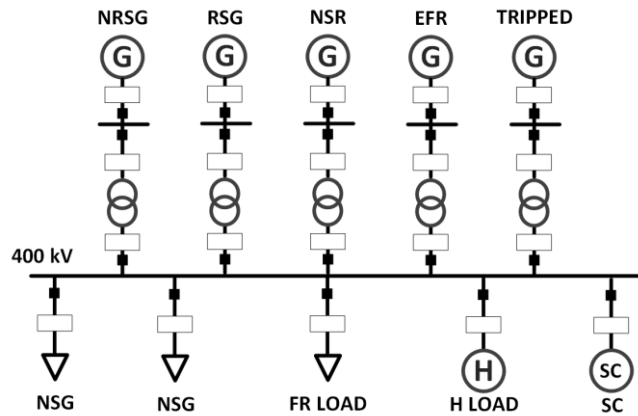 NRSG RSG NSR EFR TRIPPED
G G G G G
400 kV
H SC
NSG NSG FR LOAD H LOAD SC